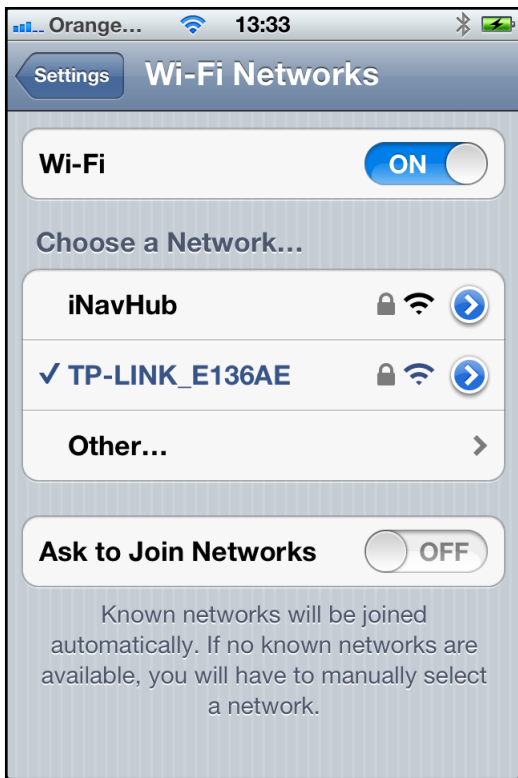 Orange... 13:33
Settings Wi-Fi Networks
Wi-Fi ON
Choose a Network...
iNavHub
✓ TP-LINK_E136AE
Other...
Ask to Join Networks OFF
Known networks will be joined
automatically. If no known networks are
available, you will have to manually select
a network.